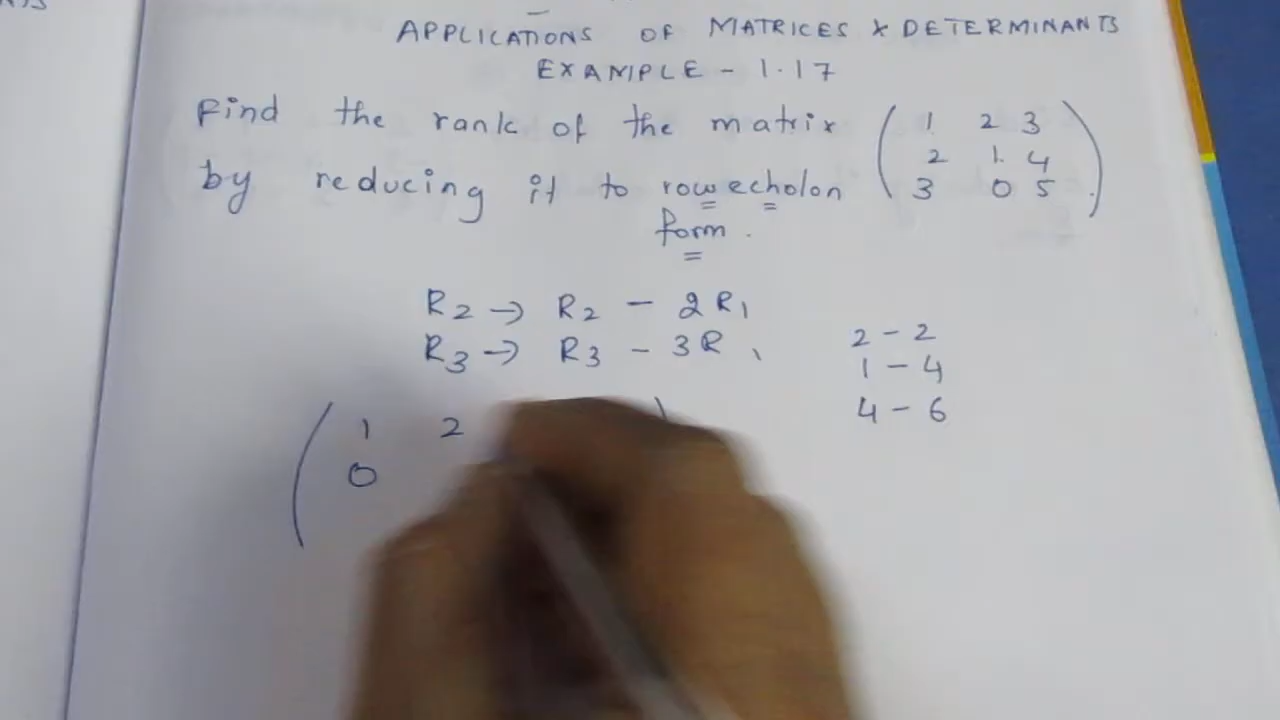 APPLICATIONS OF MATRICES & DETERMINANTS
EXAMPLE - 1.17
Find the rank of the matrix ( 1 2 3
2 1 4
3 0 5 )
by reducing it to row echolon
form.
R2 → R2 - 2R1
R3 → R3 - 3R1
2 - 2
1 - 4
4 - 6
( 1 2 )
0